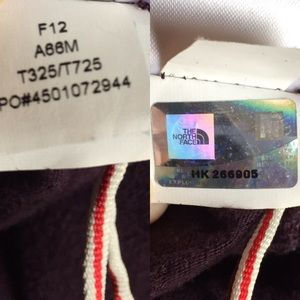 F12
A66M
T325/T725
PO#4501072944
THE
NORTH
FACE
HK 266905